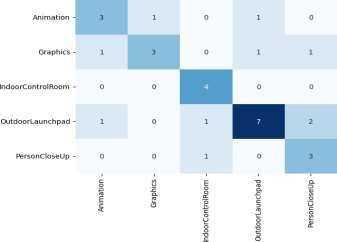 Animation 3 1 0 1 0
Graphics 1 3 0 1 1
IndoorControlRoom 0 0 4 0 0
OutdoorLaunchpad 1 0 1 7 2
PersonCloseUp 0 0 1 0 3
Animation
Graphics
IndoorControlRoom
OutdoorLaunchpad
PersonCloseUp